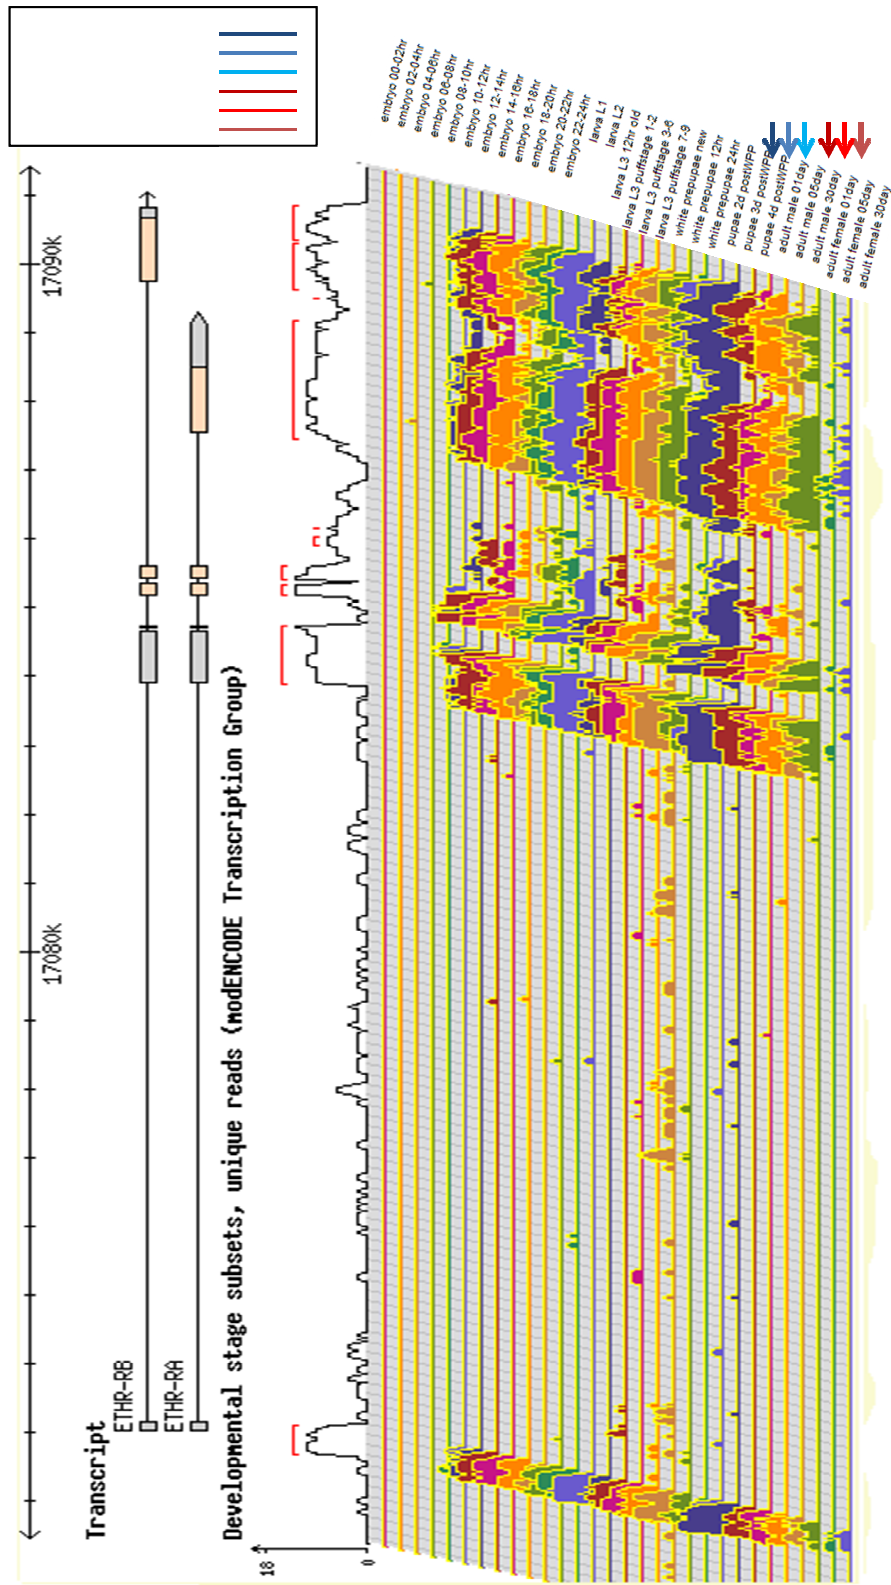 17090k
17080k
Transcript
ETHR-RB
ETHR-RA
Developmental stage subsets, unique reads (modENCODE Transcription Group)
18
0
embryo 00-02hr
embryo 02-04hr
embryo 04-06hr
embryo 06-08hr
embryo 08-10hr
embryo 10-12hr
embryo 12-14hr
embryo 14-16hr
embryo 16-18hr
embryo 18-20hr
embryo 20-22hr
embryo 22-24hr
larva L1
larva L2
larva L3 12hr old
larva L3 puffstage 1-2
larva L3 puffstage 3-6
larva L3 puffstage 7-9
white prepupae new
white prepupae 12hr
white prepupae 24hr
pupae 2d postWPP
pupae 3d postWPP
pupae 4d postWPP
adult male 01day
adult male 05day
adult male 30day
adult female 01day
adult female 05day
adult female 30day